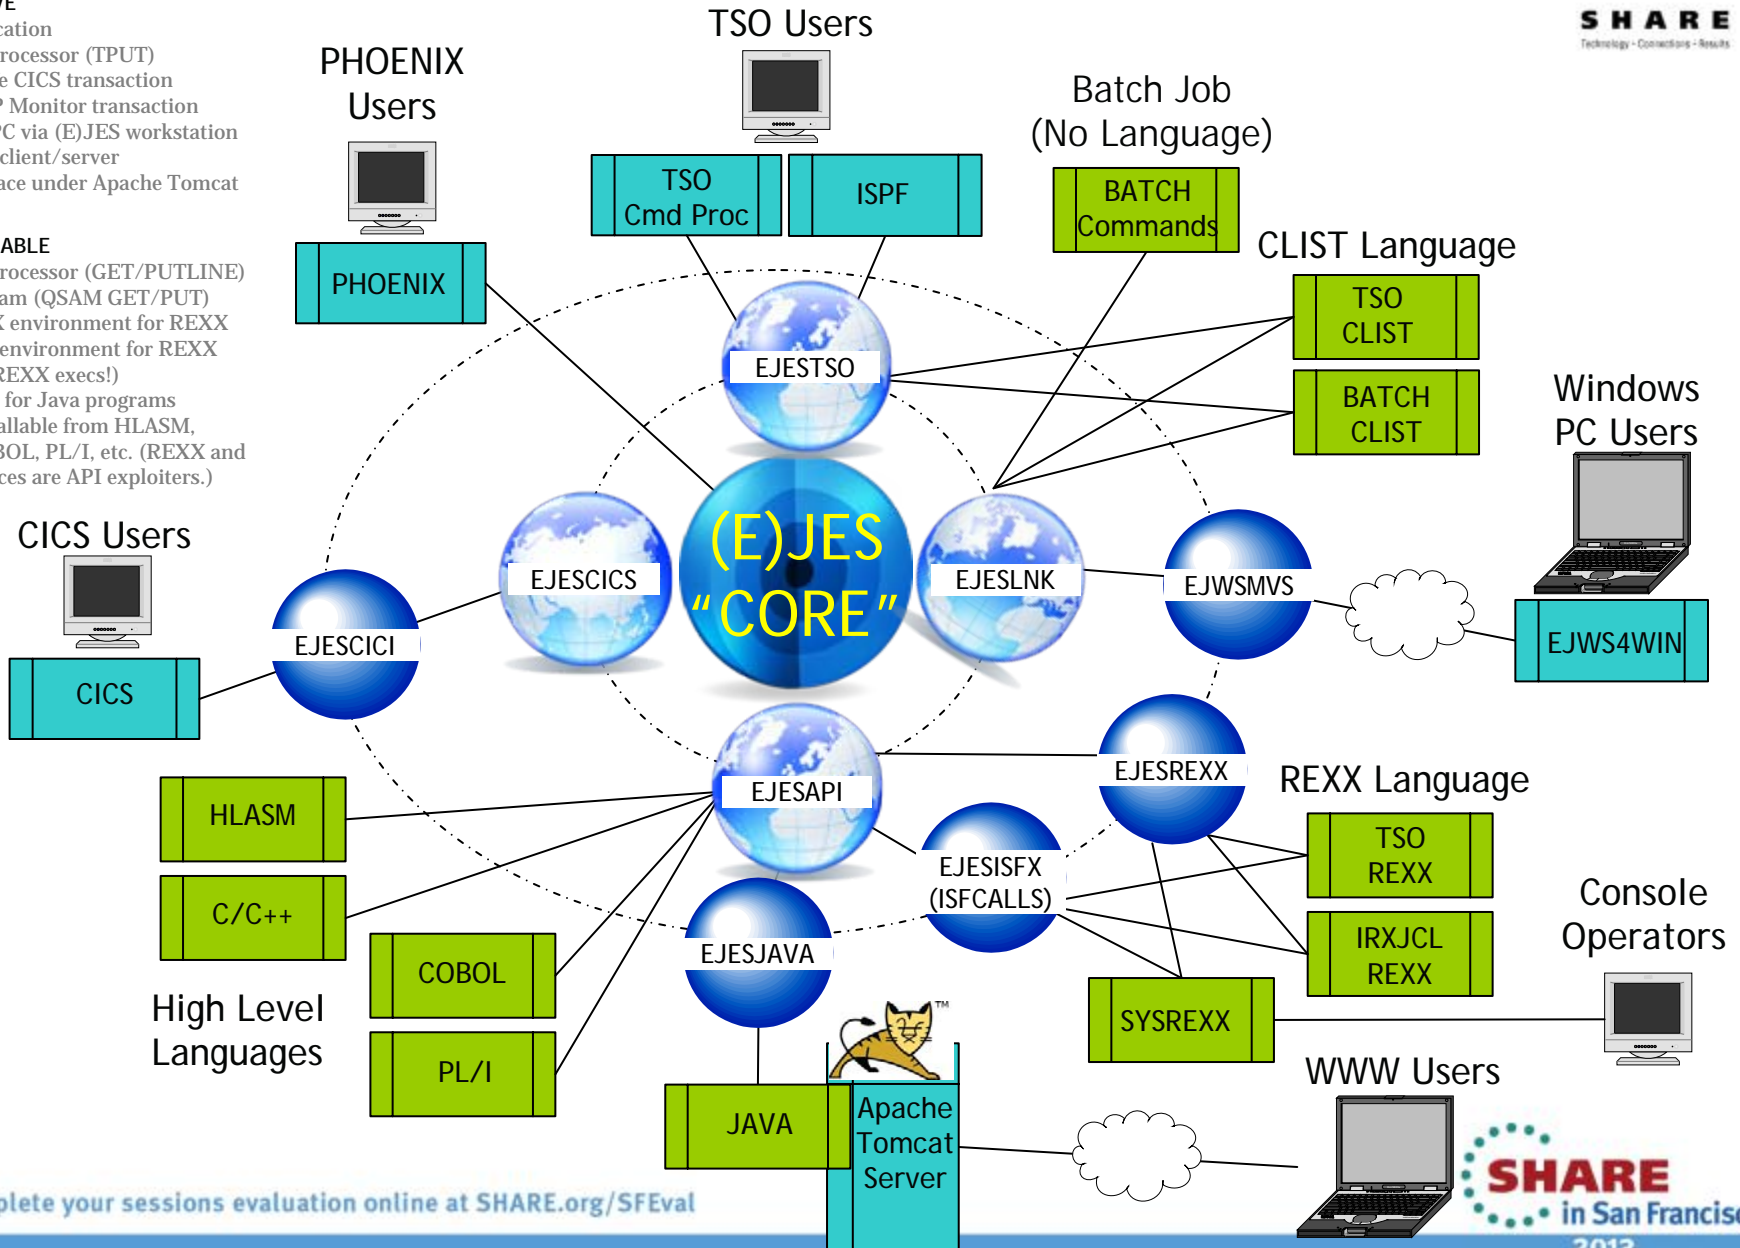 cation
rocessor (TPUT)
e CICS transaction
P Monitor transaction
PC via (E)JES workstation
client/server
ace under Apache Tomcat
ABLE
rocessor (GET/PUTLINE)
am (QSAM GET/PUT)
X environment for REXX
environment for REXX
REXX execs!)
for Java programs
allable from HLASM,
BOL, PL/I, etc. (REXX and
ces are API exploiters.)
SHARE
Technology • Connections • Results
PHOENIX
Users
PHOENIX
TSO Users
TSO
Cmd Proc
ISPF
Batch Job
(No Language)
BATCH
Commands
CLIST Language
TSO
CLIST
BATCH
CLIST
Windows
PC Users
EJWS4WIN
CICS Users
CICS
EJESTSO
EJESCICS
EJESCICI
(E)JES
“CORE”
EJESLNK
EJWSMVS
EJESAPI
EJESREXX
EJESISFX
(ISFCALLS)
EJESJAVA
HLASM
C/C++
COBOL
PL/I
High Level
Languages
REXX Language
TSO
REXX
IRXJCL
REXX
SYSREXX
Console
Operators
JAVA
TM
Apache
Tomcat
Server
WWW Users
plete your sessions evaluation online at SHARE.org/SFEval
SHARE
in San Francisc
2013